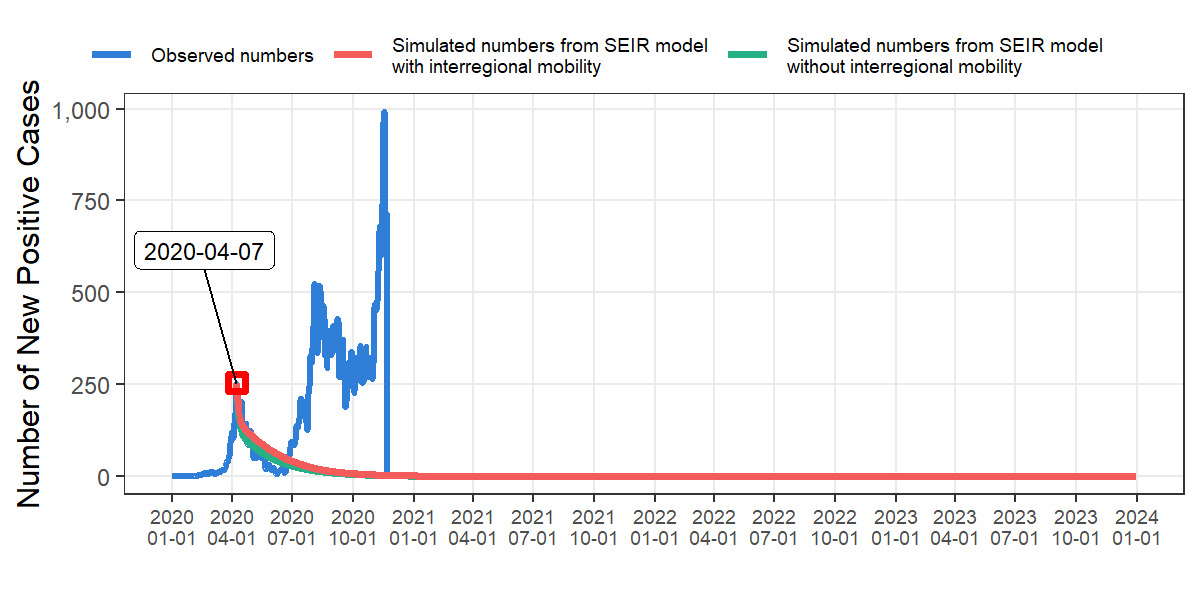 Observed numbers
Simulated numbers from SEIR model
with interregional mobility
Simulated numbers from SEIR model
without interregional mobility
Number of New Positive Cases
1,000
750
500
250
0
2020-04-07
2020 2020 2020 2020 2021 2021 2021 2021 2022 2022 2022 2022 2023 2023 2023 2023 2024
01-01 04-01 07-01 10-01 01-01 04-01 07-01 10-01 01-01 04-01 07-01 10-01 01-01 04-01 07-01 10-01 01-01